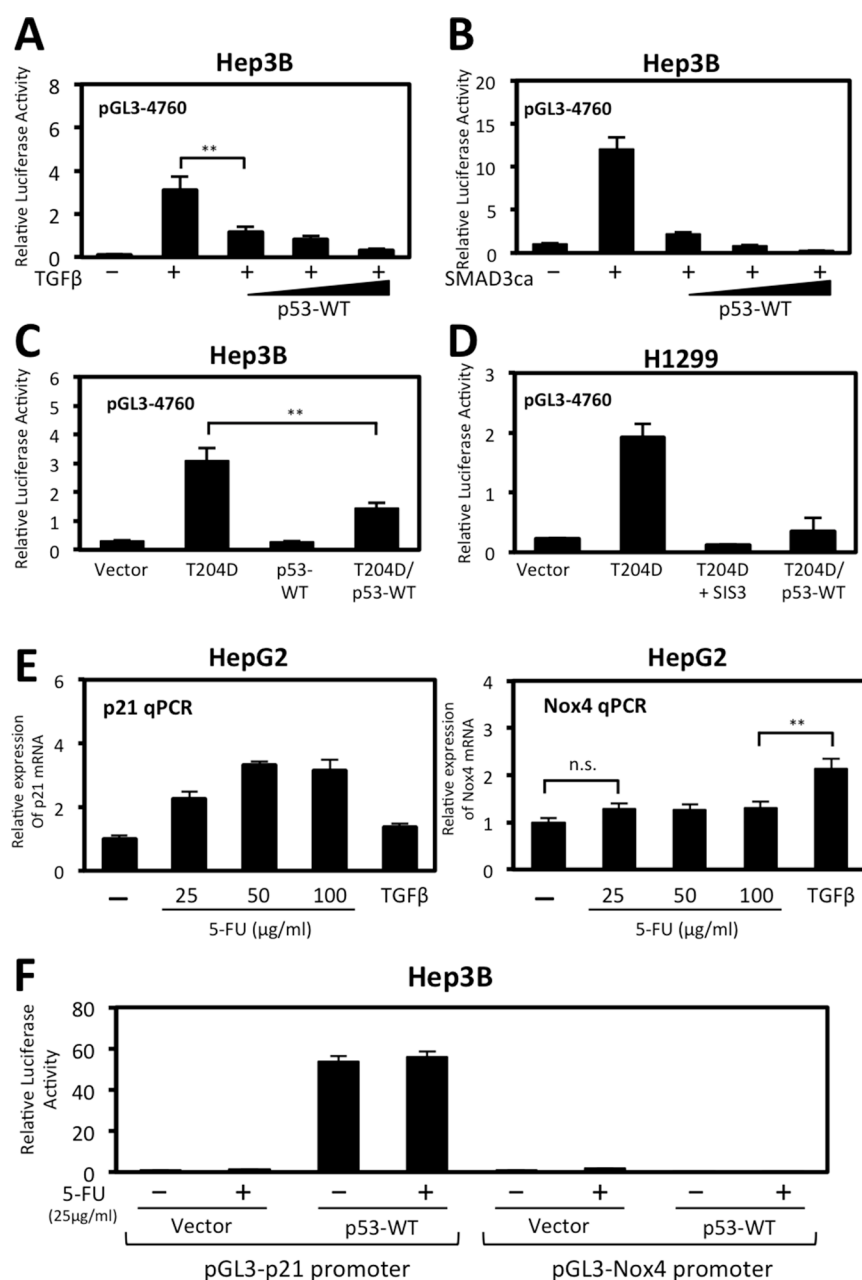 A
Hep3B
Relative Luciferase Activity
8
6
4
2
0
pGL3-4760
**
TGFβ
− + + + +
p53-WT
B
Hep3B
Relative Luciferase Activity
20
15
10
5
0
pGL3-4760
SMAD3ca
− + + + +
p53-WT
C
Hep3B
Relative Luciferase Activity
6
5
4
3
2
1
0
pGL3-4760
**
Vector T204D p53- T204D/
WT p53-WT
D
H1299
Relative Luciferase Activity
3
2
1
0
pGL3-4760
Vector T204D T204D T204D/
+ SIS3 p53-WT
E
HepG2
Relative expression
Of p21 mRNA
6
4
2
0
p21 qPCR
− 25 50 100 TGFβ
5-FU (µg/ml)
HepG2
Relative expression
of Nox4 mRNA
4
3
2
1
0
Nox4 qPCR
n.s.
**
− 25 50 100 TGFβ
5-FU (µg/ml)
F
Hep3B
Relative Luciferase
Activity
80
60
40
20
0
5-FU − + − + − + − +
(25µg/ml)
Vector p53-WT Vector p53-WT
pGL3-p21 promoter pGL3-Nox4 promoter